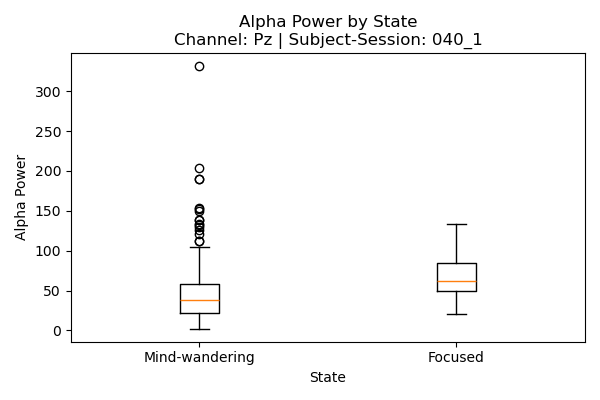 Alpha Power by State
Channel: Pz | Subject-Session: 040_1
Alpha Power
300
250
200
150
100
50
0
Mind-wandering
Focused
State